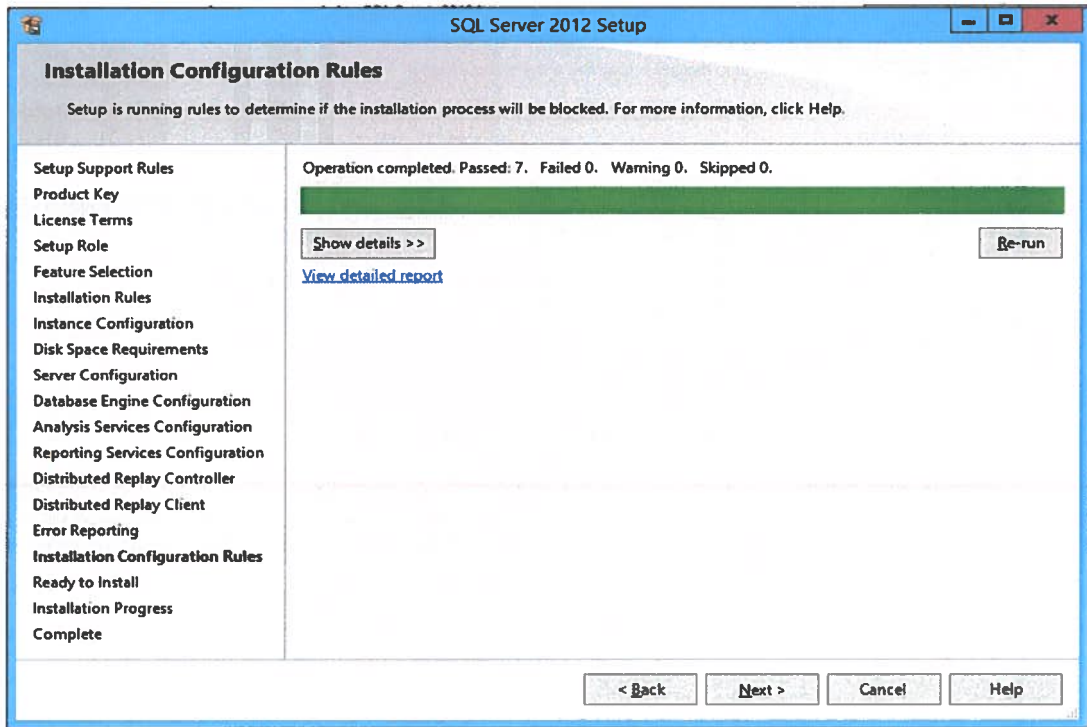 SQL Server 2012 Setup
Installation Configuration Rules
Setup is running rules to determine if the installation process will be blocked. For more information, click Help.
Setup Support Rules
Product Key
License Terms
Setup Role
Feature Selection
Installation Rules
Instance Configuration
Disk Space Requirements
Server Configuration
Database Engine Configuration
Analysis Services Configuration
Reporting Services Configuration
Distributed Replay Controller
Distributed Replay Client
Error Reporting
Installation Configuration Rules
Ready to Install
Installation Progress
Complete
Operation completed. Passed: 7. Failed 0. Warning 0. Skipped 0.
Show details >>
Re-run
View detailed report
< Back
Next >
Cancel
Help